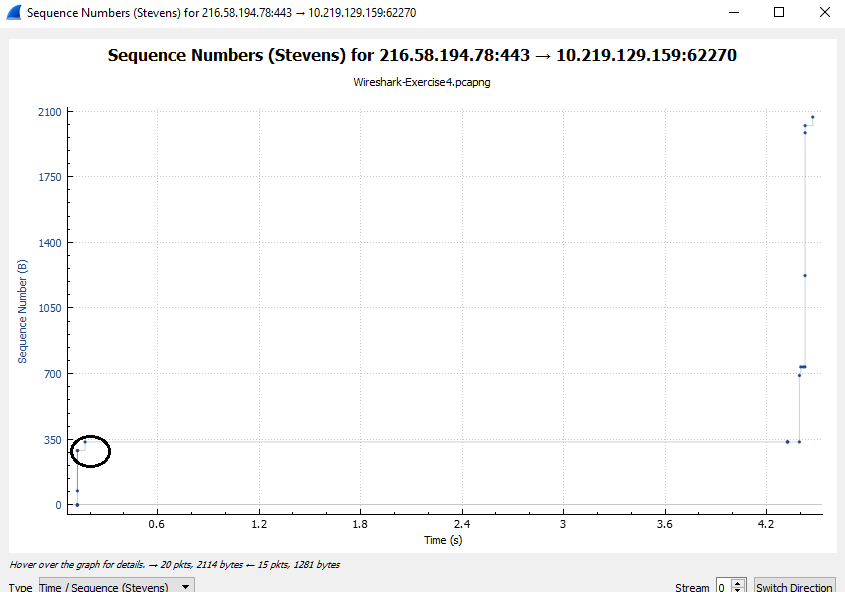 Sequence Numbers (Stevens) for 216.58.194.78:443 → 10.219.129.159:62270
Sequence Numbers (Stevens) for 216.58.194.78:443 → 10.219.129.159:62270
Wireshark-Exercise4.pcapng
Sequence Number (B)
2100
1750
1400
1050
700
350
0
0.6 1.2 1.8 2.4 3 3.6 4.2
Time (s)
Hover over the graph for details. → 20 pkts, 2114 bytes ← 15 pkts, 1281 bytes
Type Time / Sequence (Stevens) Stream 0 Switch Direction